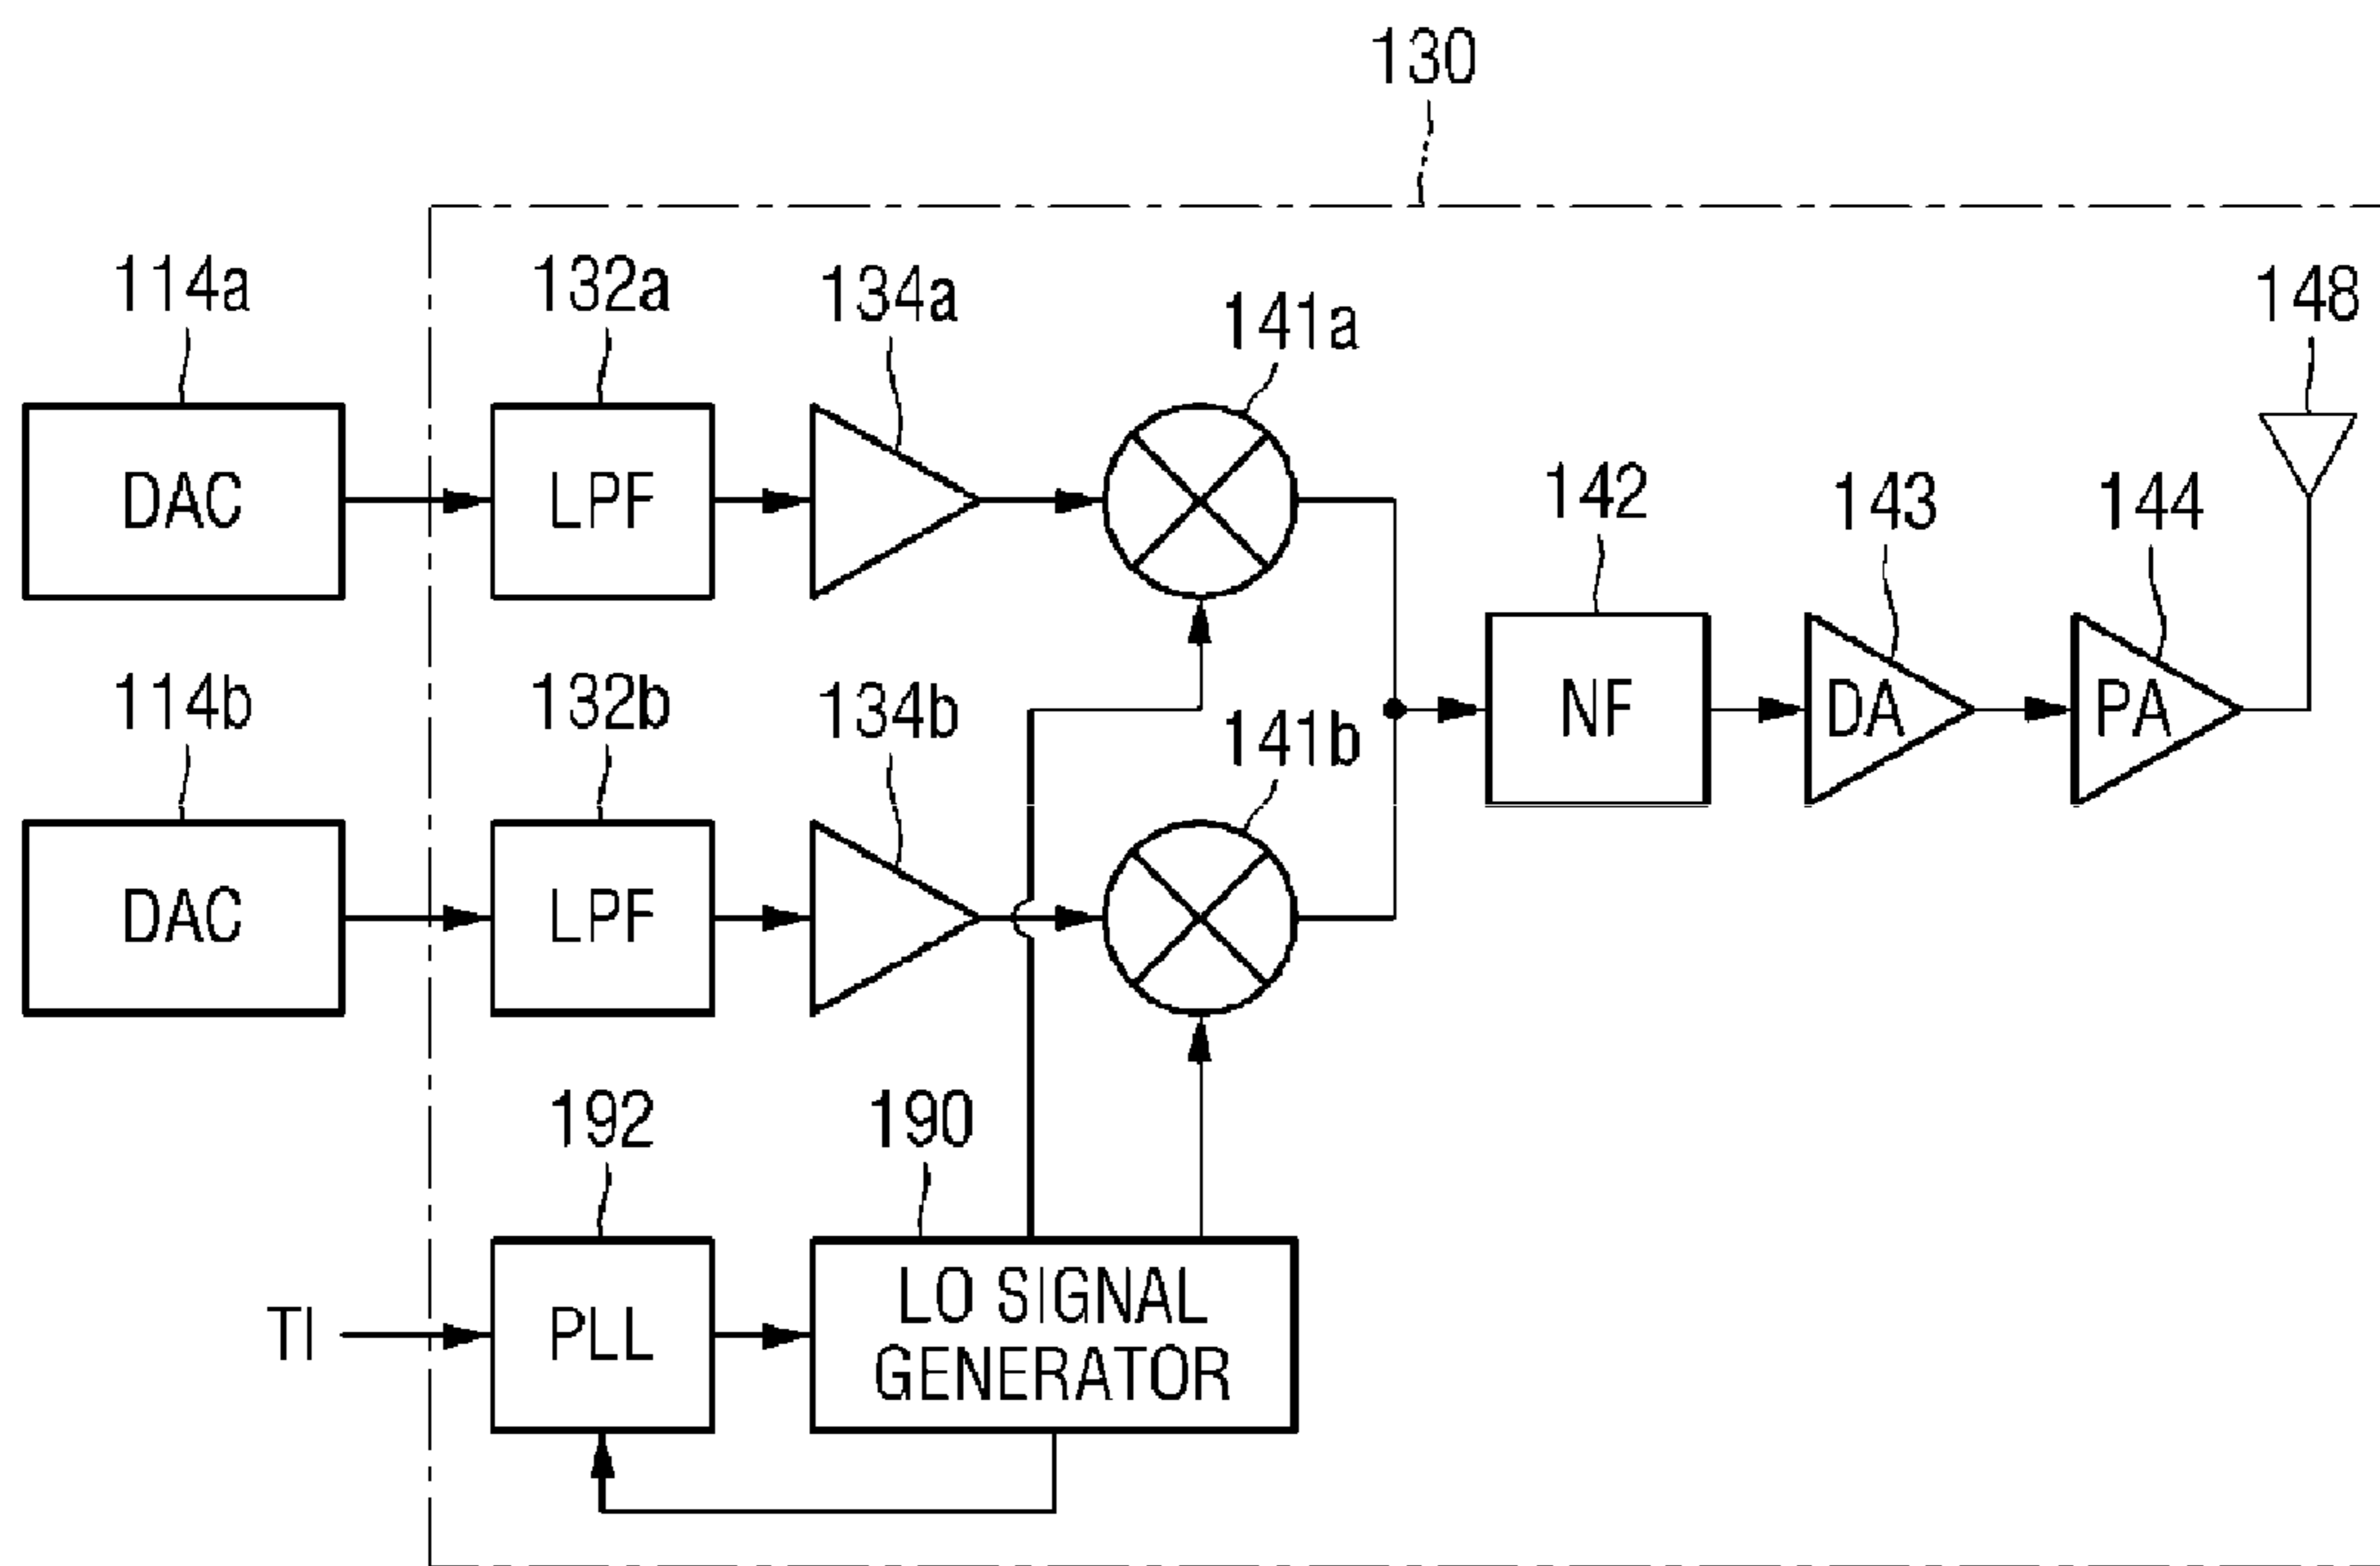 130
114a
132a
134a
141a
148
DAC
LPF
142
143
144
114b
132b
134b
141b
NF
DA
PA
DAC
LPF
192
190
TI
PLL
LO SIGNAL
GENERATOR